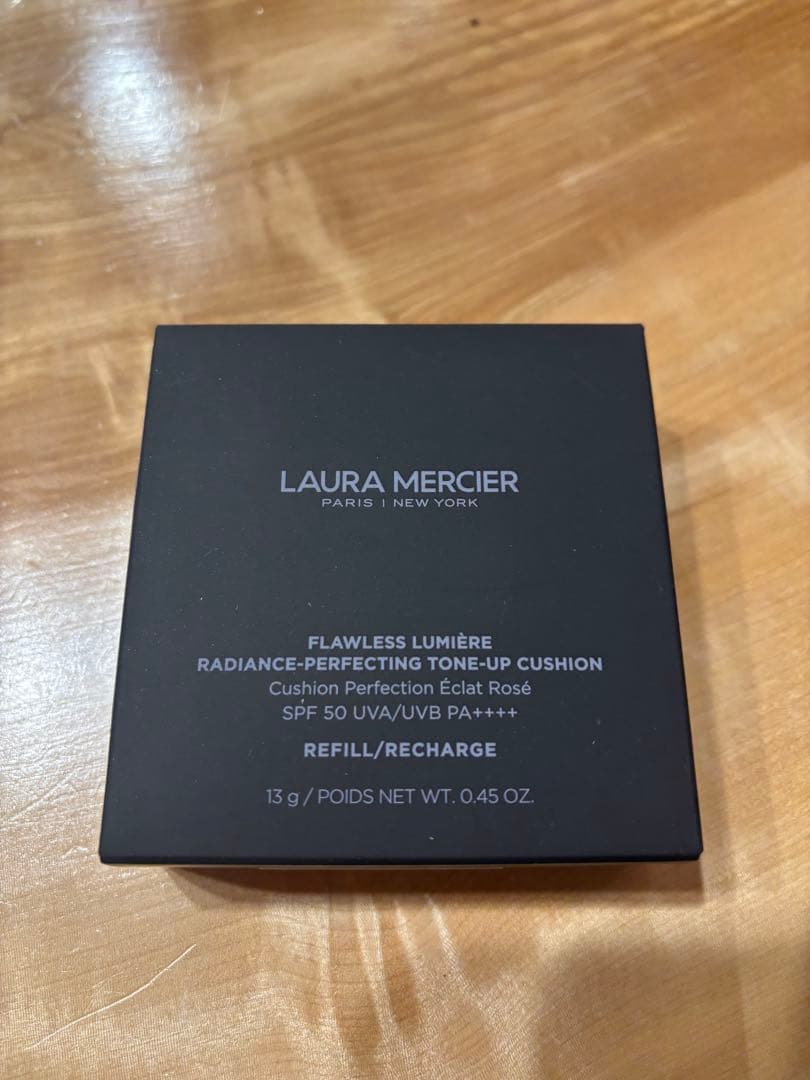 LAURA MERCIER
PARIS | NEW YORK
FLAWLESS LUMIÈRE
RADIANCE-PERFECTING TONE-UP CUSHION
Cushion Perfection Éclat Rosé
SPF 50 UVA/UVB PA++++
REFILL/RECHARGE
13 g / POIDS NET WT. 0.45 OZ.